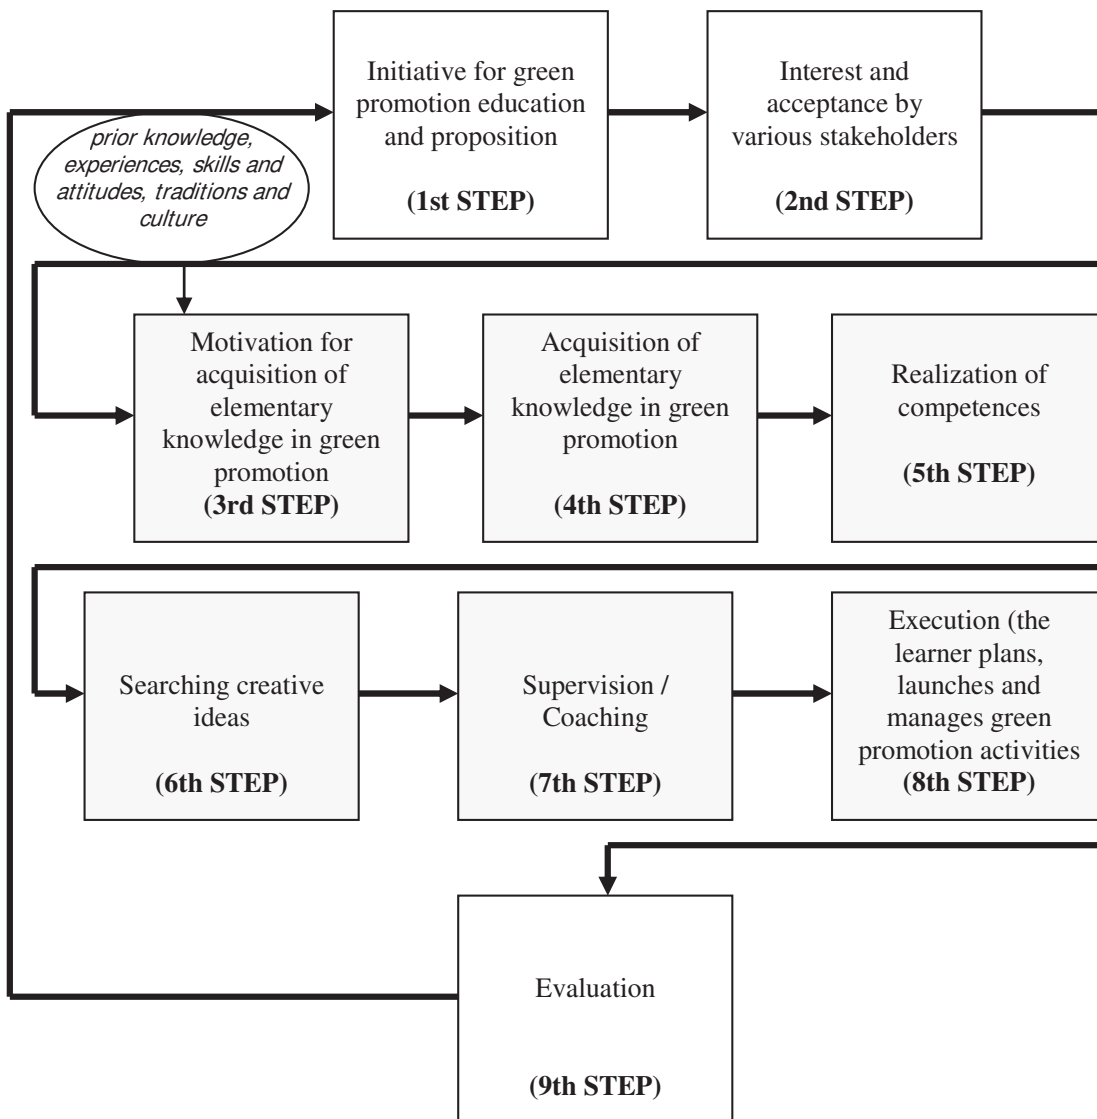 Initiative for green
promotion education
and proposition
(1st STEP)
Interest and
acceptance by
various stakeholders
(2nd STEP)
prior knowledge,
experiences, skills and
attitudes, traditions and
culture
Motivation for
acquisition of
elementary
knowledge in green
promotion
(3rd STEP)
Acquisition of
elementary
knowledge in green
promotion
(4th STEP)
Realization of
competences
(5th STEP)
Searching creative
ideas
(6th STEP)
Supervision /
Coaching
(7th STEP)
Execution (the
learner plans,
launches and
manages green
promotion activities
(8th STEP)
Evaluation
(9th STEP)